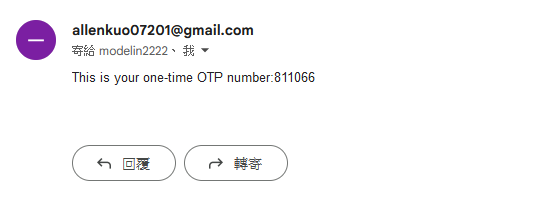 allenkuo07201@gmail.com
寄給 modelin2222、 我
This is your one-time OTP number:811066
回覆
轉寄